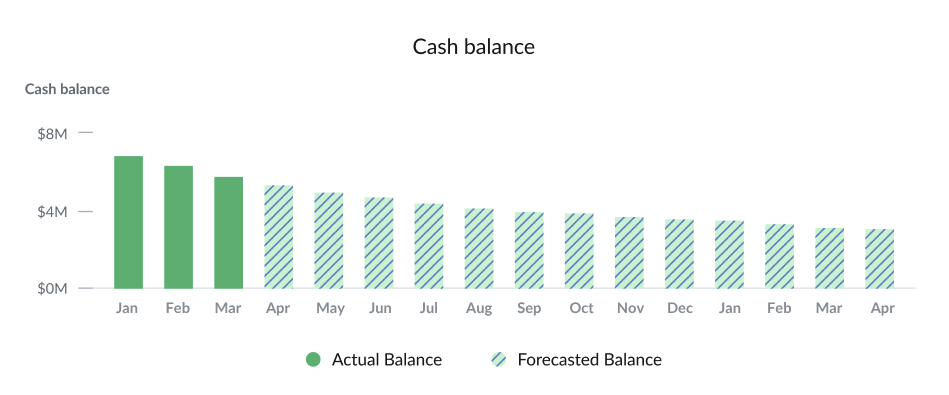 Cash balance
Cash balance
$8M
$4M
$0M
Jan Feb Mar Apr May Jun Jul Aug Sep Oct Nov Dec Jan Feb Mar Apr
Actual Balance Forecasted Balance